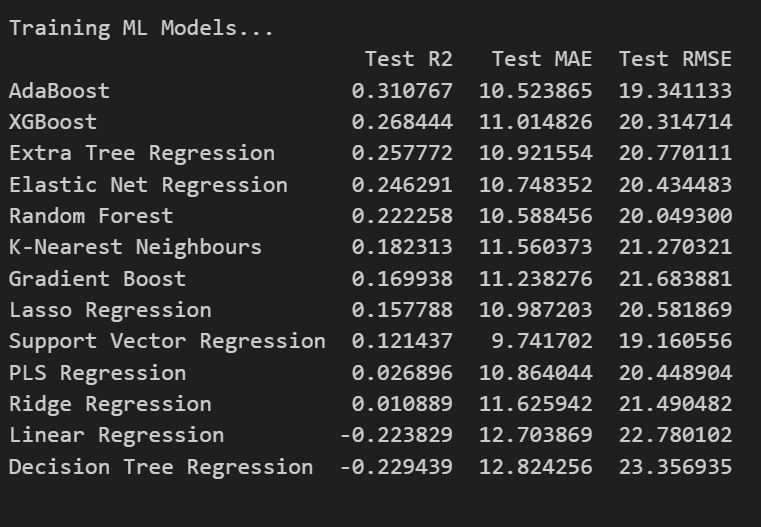 Training ML Models...
Test R2 Test MAE Test RMSE
AdaBoost 0.310767 10.523865 19.341133
XGBoost 0.268444 11.014826 20.314714
Extra Tree Regression 0.257772 10.921554 20.770111
Elastic Net Regression 0.246291 10.748352 20.434483
Random Forest 0.222258 10.588456 20.049300
K-Nearest Neighbours 0.182313 11.560373 21.270321
Gradient Boost 0.169938 11.238276 21.683881
Lasso Regression 0.157788 10.987203 20.581869
Support Vector Regression 0.121437 9.741702 19.160556
PLS Regression 0.026896 10.864044 20.448904
Ridge Regression 0.010889 11.625942 21.490482
Linear Regression -0.223829 12.703869 22.780102
Decision Tree Regression -0.229439 12.824256 23.356935